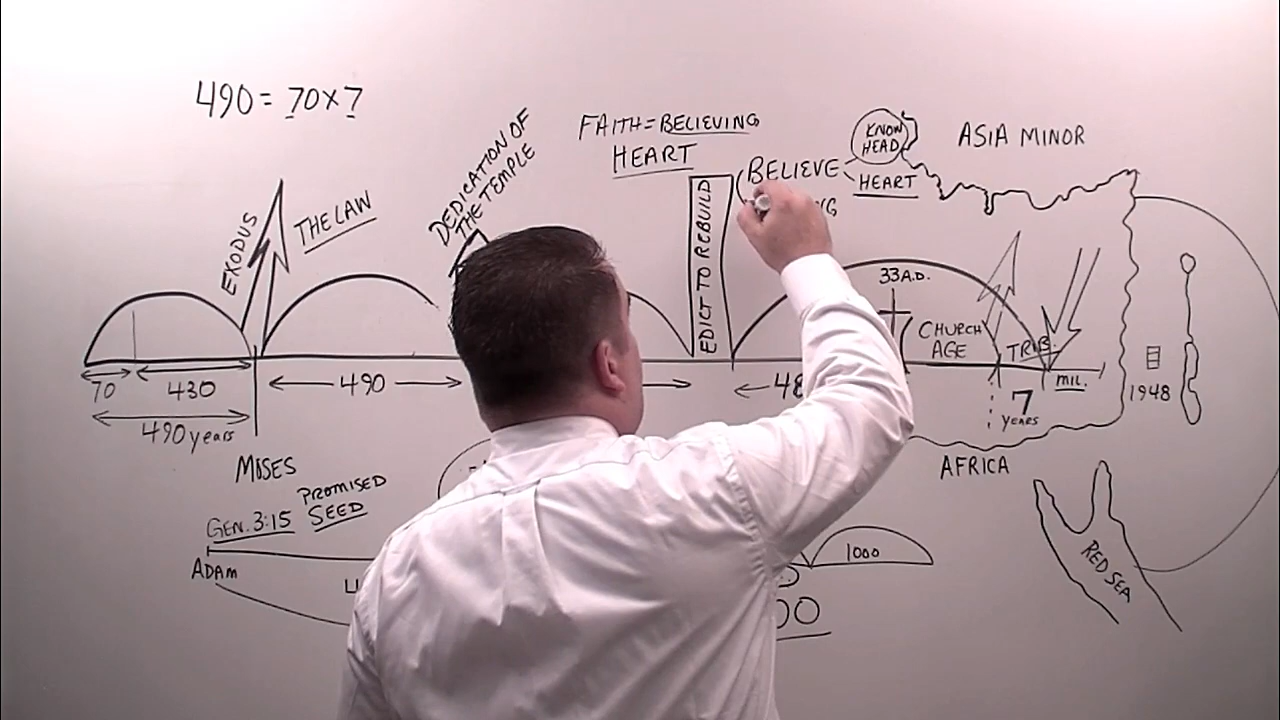 490 = 70x7
FAITH = BELIEVING
HEART
BELIEVE
KNOW
HEAD
HEART
ASIA MINOR
EXODUS
THE LAW
DEDICATION OF
THE TEMPLE
EDICT TO REBUILD
33 A.D.
CHURCH
AGE
TRIB.
70
430
490
490 years
MIL.
7
years
1948
MOSES
AFRICA
GEN. 3:15
PROMISED
SEED
ADAM
1000
RED SEA